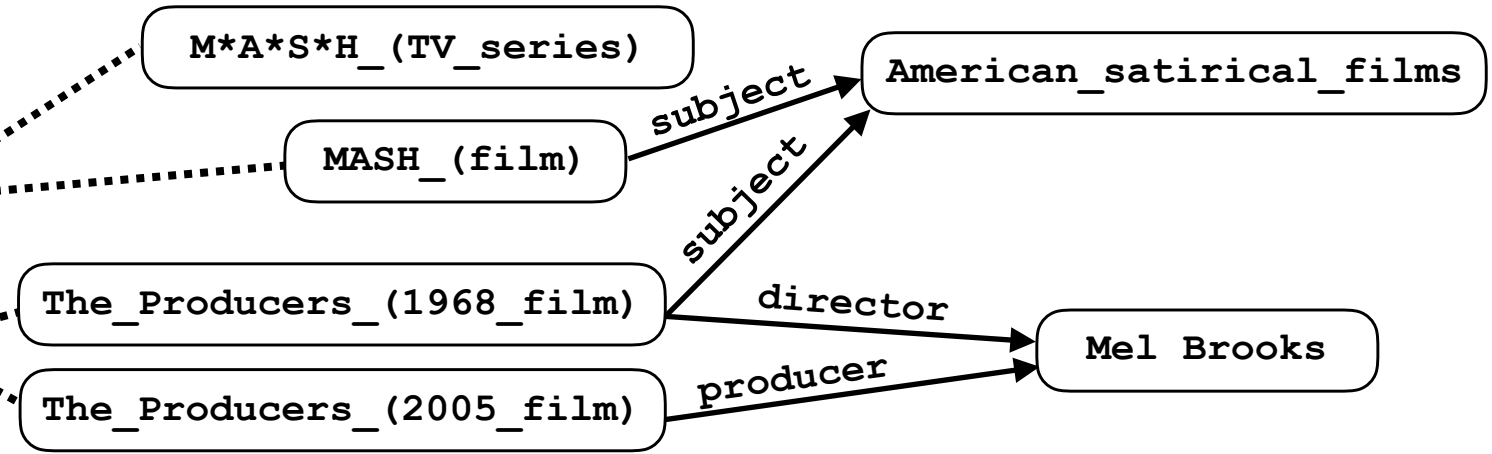 M*A*S*H_(TV_series)
American_satirical_films
subject
MASH_(film)
subject
The_Producers_(1968_film)
director
Mel Brooks
producer
The_Producers_(2005_film)